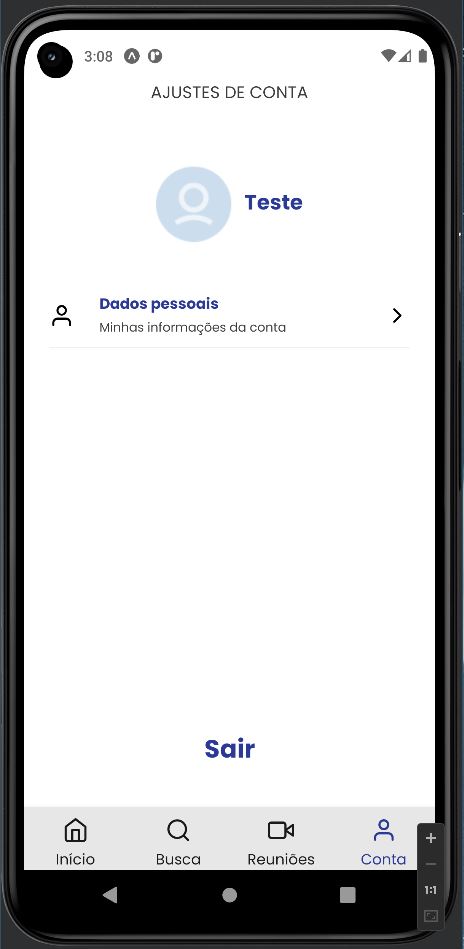 3:08
AJUSTES DE CONTA
Teste
Dados pessoais
Minhas informações da conta
Sair
Início
Busca
Reuniões
Conta
1:1